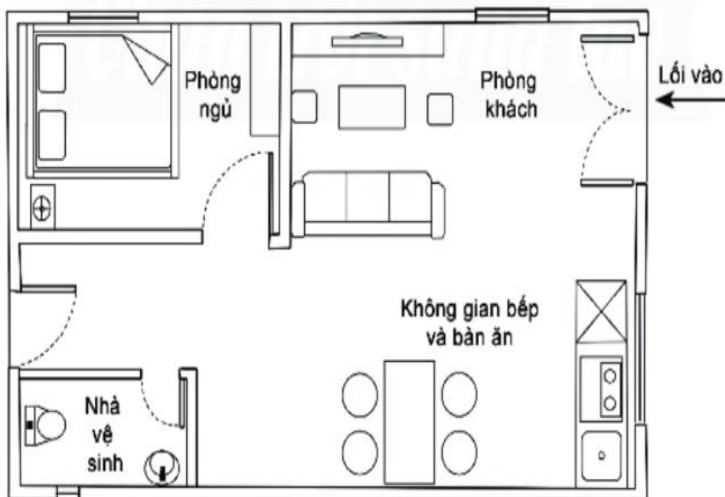 Phòng
ngủ
Phòng
khách
Lối vào
Không gian bếp
và bàn ăn
Nhà
vệ
sinh